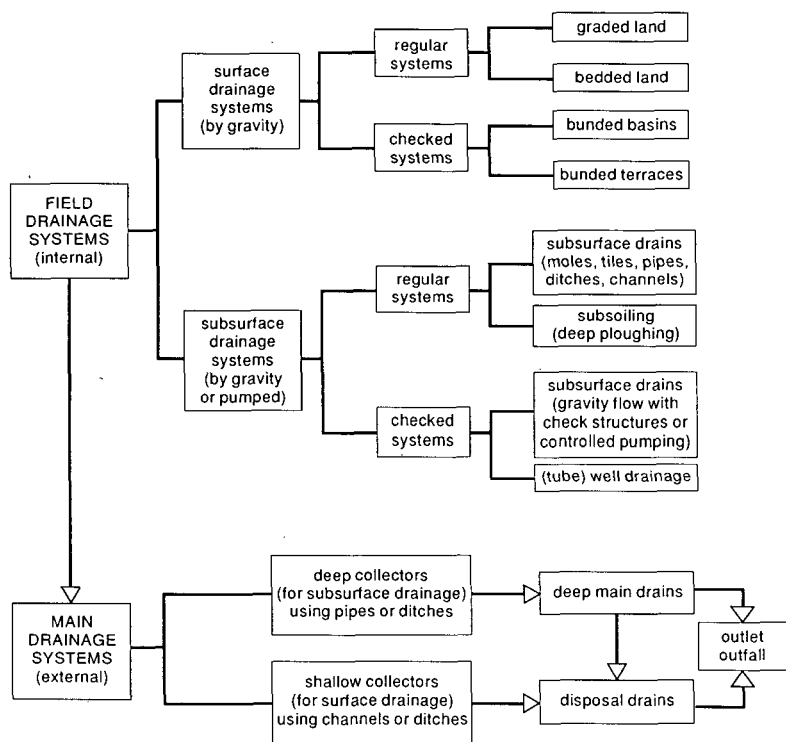 graded land
regular
systems
surface
drainage
systems
(by gravity)
bedded land
checked
systems
bunded basins
bunded terraces
FIELD
DRAINAGE
SYSTEMS
(internal)
subsurface drains
(moles, tiles, pipes,
ditches, channels)
regular
systems
subsurface
drainage
systems
(by gravity
or pumped)
subsoiling
(deep ploughing)
subsurface drains
(gravity flow with
check structures or
controlled pumping)
checked
systems
(tube) well drainage
MAIN
DRAINAGE
SYSTEMS
(external)
deep collectors
(for subsurface drainage)
using pipes or ditches
deep main drains
outlet
outfall
shallow collectors
(for surface drainage)
using channels or ditches
disposal drains